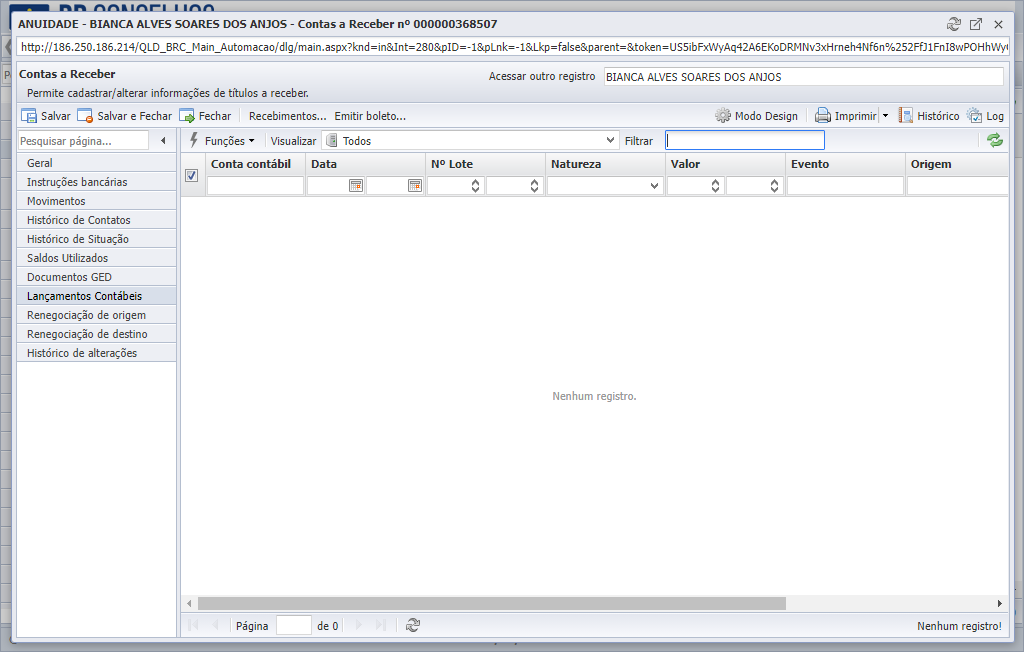 ANUIDADE - BIANCA ALVES SOARES DOS ANJOS - Contas a Receber nº 000000368507
http://186.250.186.214/QLD_BRC_Main_Automacao/dlg/main.aspx?knd=in&Int=280&pID=-1&pLnk=-1&Lkp=false&parent=&token=US5ibFxWyAq42A6EKoDRMNv3xHrneh4Nf6n%252FfJ1FnI8wPOHhWy
Contas a Receber
Acessar outro registro BIANCA ALVES SOARES DOS ANJOS
Permite cadastrar/alterar informações de títulos a receber.
Salvar Salvar e Fechar Fechar Recebimentos... Emitir boleto... Modo Design Imprimir Histórico Log
Pesquisar página... Funções Visualizar Todos Filtrar
Geral
Instruções bancárias
Movimentos
Histórico de Contatos
Histórico de Situação
Saldos Utilizados
Documentos GED
Lançamentos Contábeis
Renegociação de origem
Renegociação de destino
Histórico de alterações
Conta contábil Data Nº Lote Natureza Valor Evento Origem
Nenhum registro.
Página de 0 Nenhum registro!